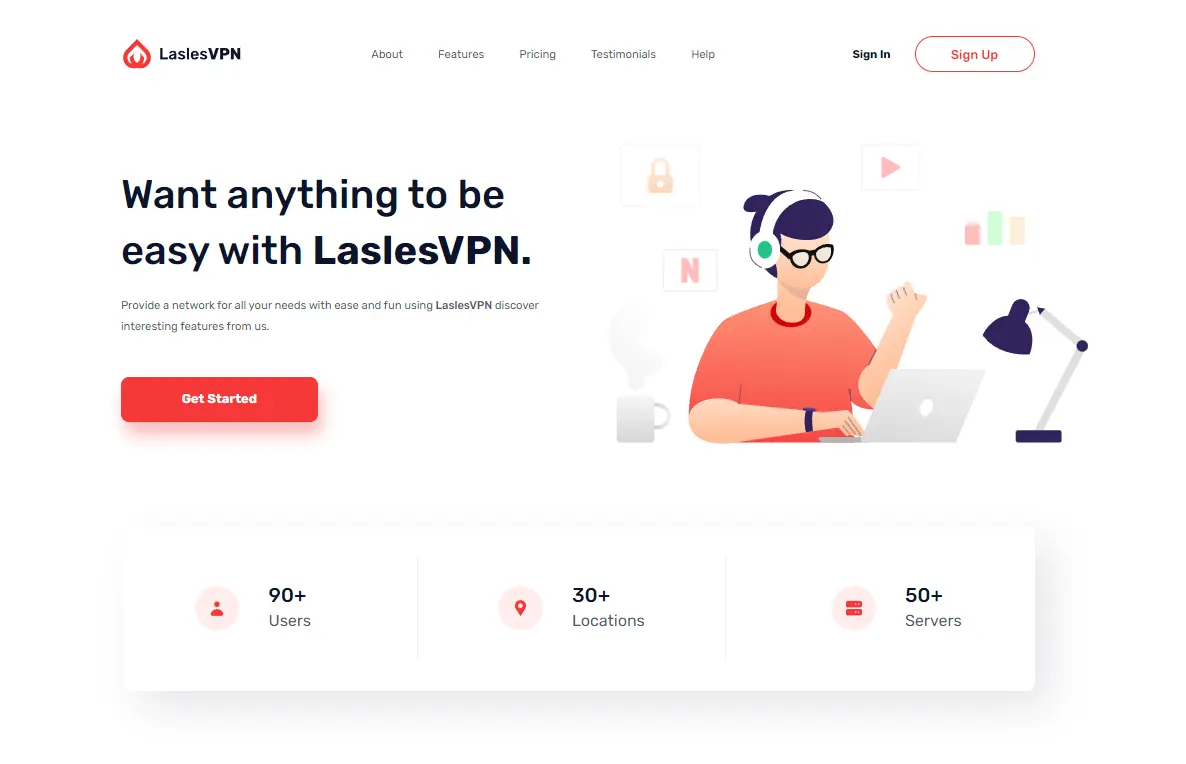 LaslesVPN
About
Features
Pricing
Testimonials
Help
Sign In
Sign Up
Want anything to be
easy with LaslesVPN.
Provide a network for all your needs with ease and fun using LaslesVPN discover
interesting features from us.
Get Started
N
90+
Users
30+
Locations
50+
Servers